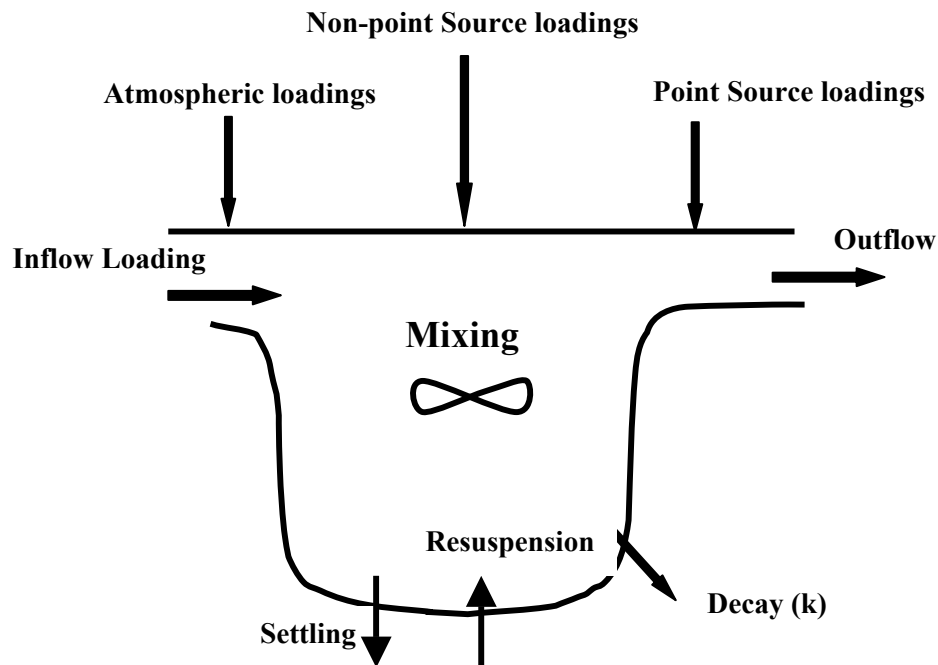 Non-point Source loadings
Atmospheric loadings
Point Source loadings
Inflow Loading
Outflow
Mixing
Resuspension
Settling
Decay (k)